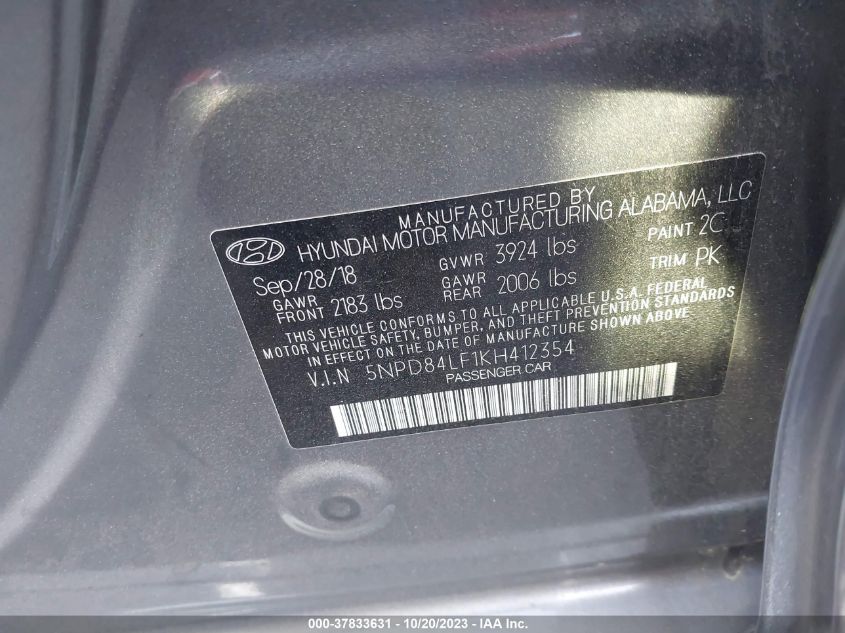 MANUFACTURED BY
HYUNDAI MOTOR MANUFACTURING ALABAMA, LLC
Sep/28/18 GVWR 3924 lbs PAINT 2C
GAWR FRONT 2183 lbs GAWR REAR 2006 lbs TRIM PK
THIS VEHICLE CONFORMS TO ALL APPLICABLE U.S.A. FEDERAL
MOTOR VEHICLE SAFETY, BUMPER, AND THEFT PREVENTION STANDARDS
IN EFFECT ON THE DATE OF MANUFACTURE SHOWN ABOVE
V.I.N 5NPD84LF1KH412354
PASSENGER CAR
000-37833631 - 10/20/2023 - IAA Inc.